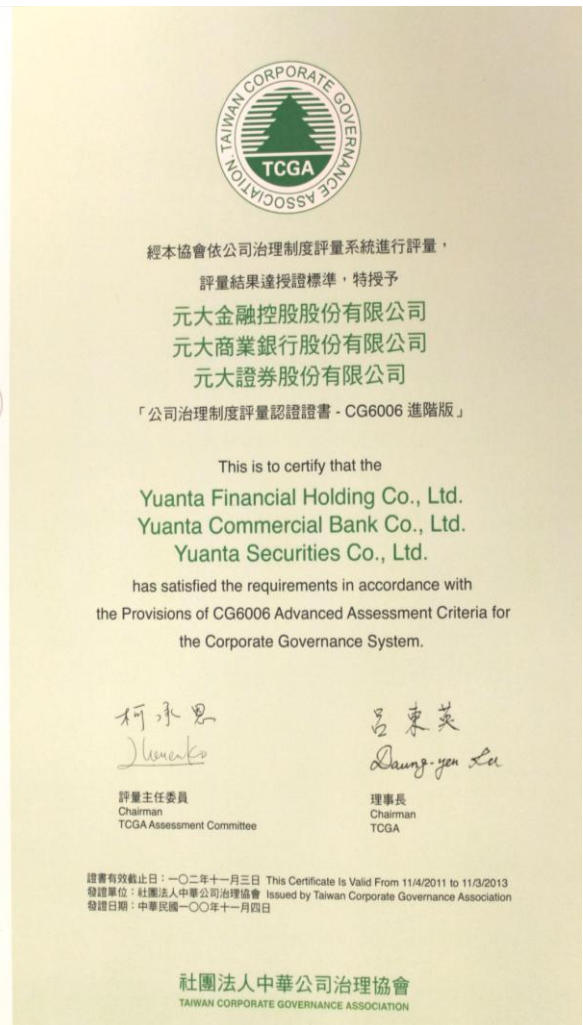 TAIWAN CORPORATE GOVERNANCE ASSOCIATION.
TCGA
經本協會依公司治理制度評量系統進行評量，
評量結果達授證標準，特授予
元大金融控股股份有限公司
元大商業銀行股份有限公司
元大證券股份有限公司
「公司治理制度評量認證證書 - CG6006 進階版」
This is to certify that the
Yuanta Financial Holding Co., Ltd.
Yuanta Commercial Bank Co., Ltd.
Yuanta Securities Co., Ltd.
has satisfied the requirements in accordance with
the Provisions of CG6006 Advanced Assessment Criteria for
the Corporate Governance System.
柯承恩
呂東英
Daung-yen Lu
評量主任委員
Chairman
TCGA Assessment Committee
理事長
Chairman
TCGA
證書有效截止日：一〇二年十一月三日 This Certificate Is Valid From 11/4/2011 to 11/3/2013
發證單位：社團法人中華公司治理協會 Issued by Taiwan Corporate Governance Association
發證日期：中華民國一〇〇年十一月四日
社團法人中華公司治理協會
TAIWAN CORPORATE GOVERNANCE ASSOCIATION